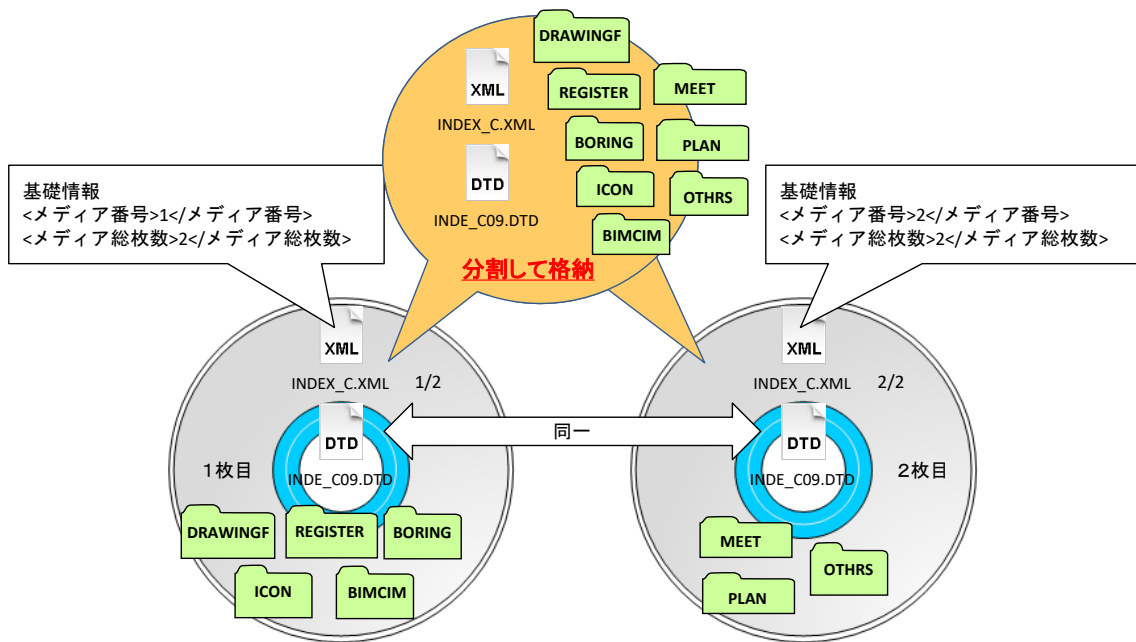 DRAWINGF
XML
REGISTER
MEET
INDEX_C.XML
BORING
PLAN
DTD
ICON
OTHRS
INDE_C09.DTD
BIMCIM
分割して格納
基礎情報
<メディア番号>1</メディア番号>
<メディア総枚数>2</メディア総枚数>
基礎情報
<メディア番号>2</メディア番号>
<メディア総枚数>2</メディア総枚数>
XML
INDEX_C.XML
1/2
DTD
1枚目
INDE_C09.DTD
DRAWINGF
REGISTER
BORING
ICON
BIMCIM
同一
XML
INDEX_C.XML
2/2
DTD
2枚目
INDE_C09.DTD
MEET
OTHRS
PLAN